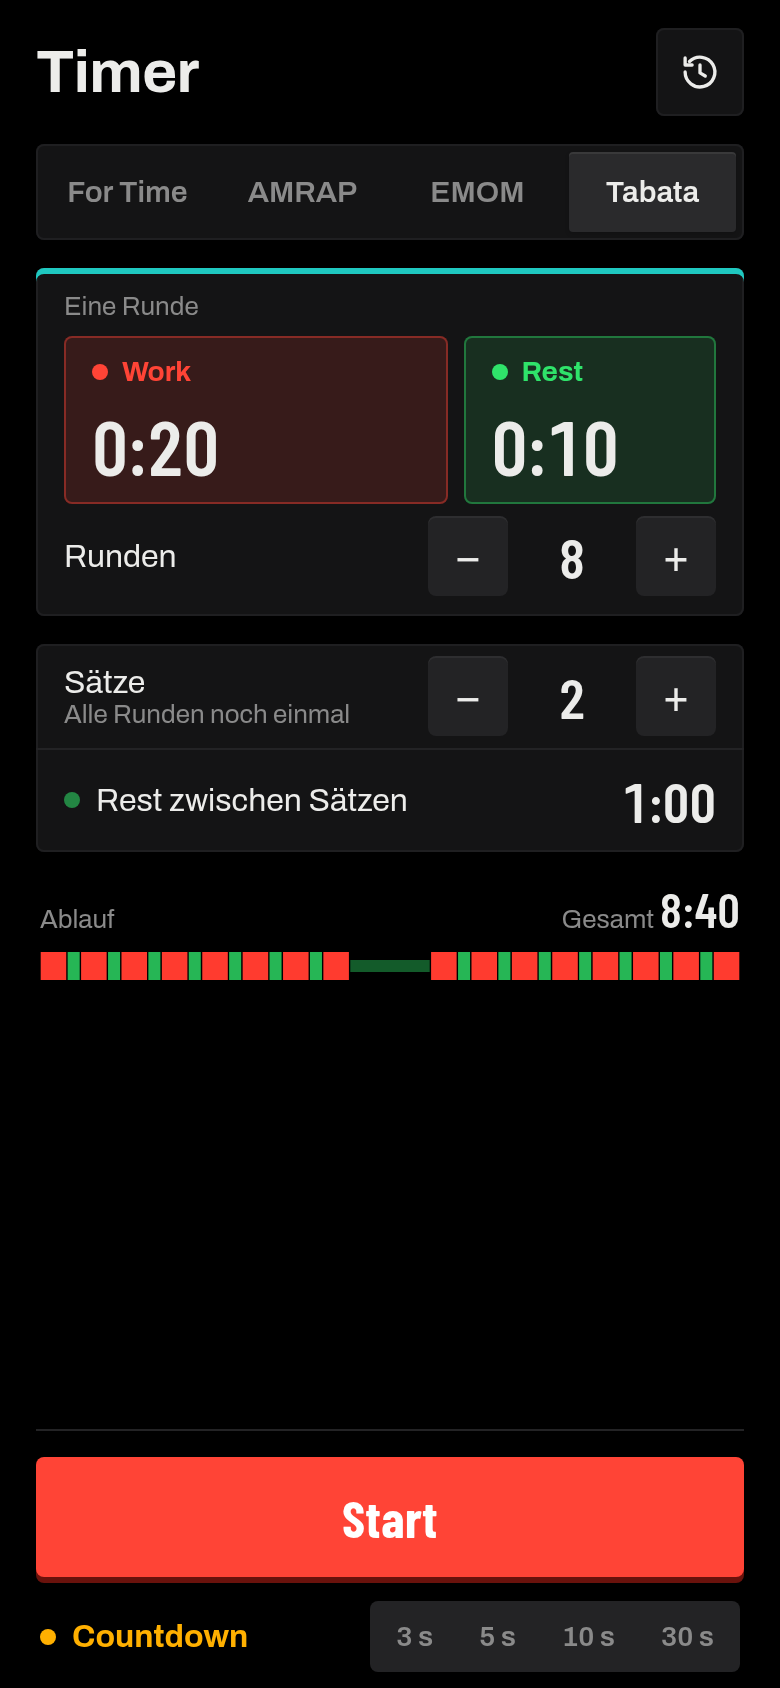 Timer
For Time AMRAP EMOM Tabata
Eine Runde
Work Rest
0:20 0:10
Runden − 8 +
Sätze − 2 +
Alle Runden noch einmal
Rest zwischen Sätzen 1:00
Ablauf Gesamt 8:40
Start
Countdown 3 s 5 s 10 s 30 s